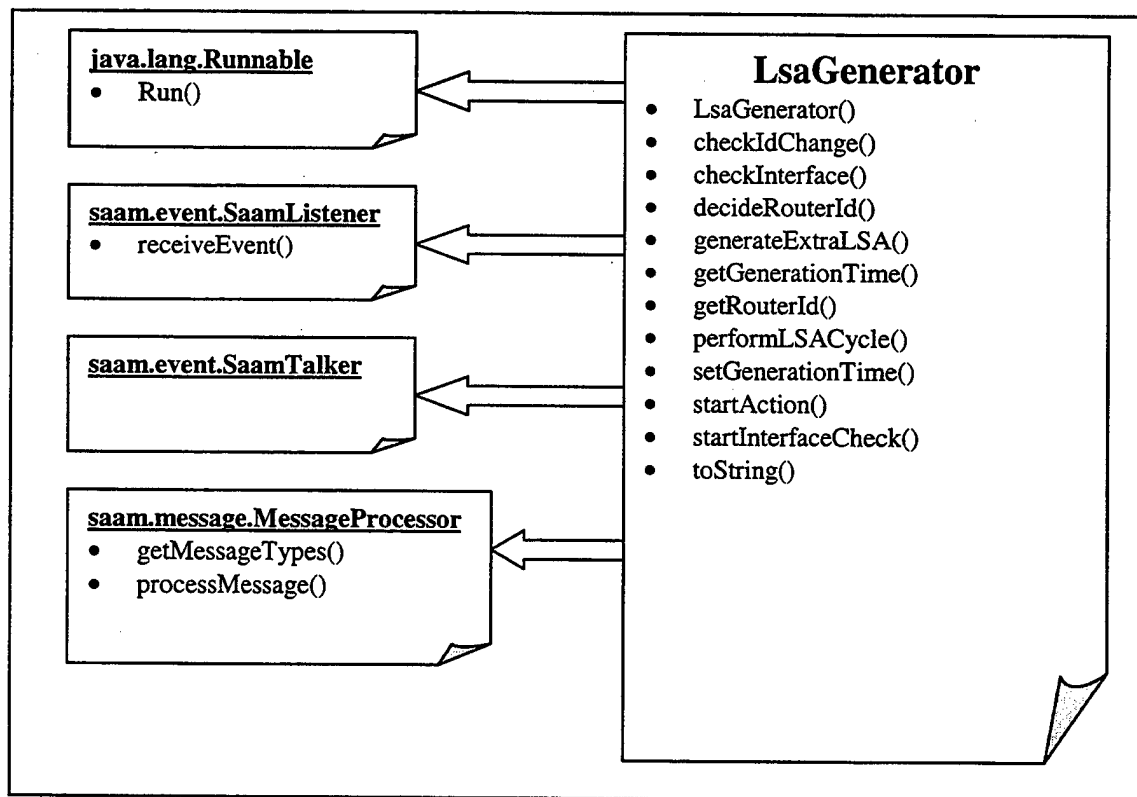 java.lang.Runnable
• Run()
saam.event.SaamListener
• receiveEvent()
saam.event.SaamTalker
saam.message.MessageProcessor
• getMessageTypes()
• processMessage()
LsaGenerator
• LsaGenerator()
• checkIdChange()
• checkInterface()
• decideRouterId()
• generateExtraLSA()
• getGenerationTime()
• getRouterId()
• performLSACycle()
• setGenerationTime()
• startAction()
• startInterfaceCheck()
• toString()